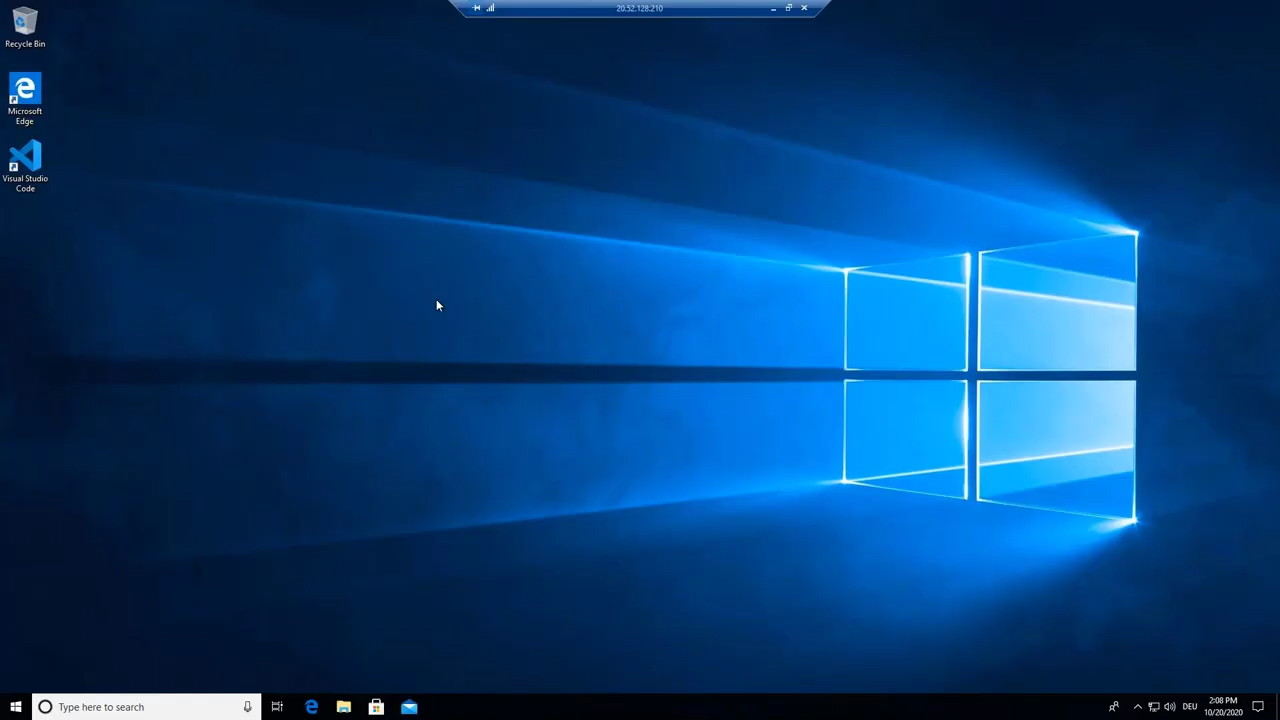 20.52.128.210
Recycle Bin
Microsoft
Edge
Visual Studio
Code
Type here to search
DEU
2:08 PM
10/20/2020